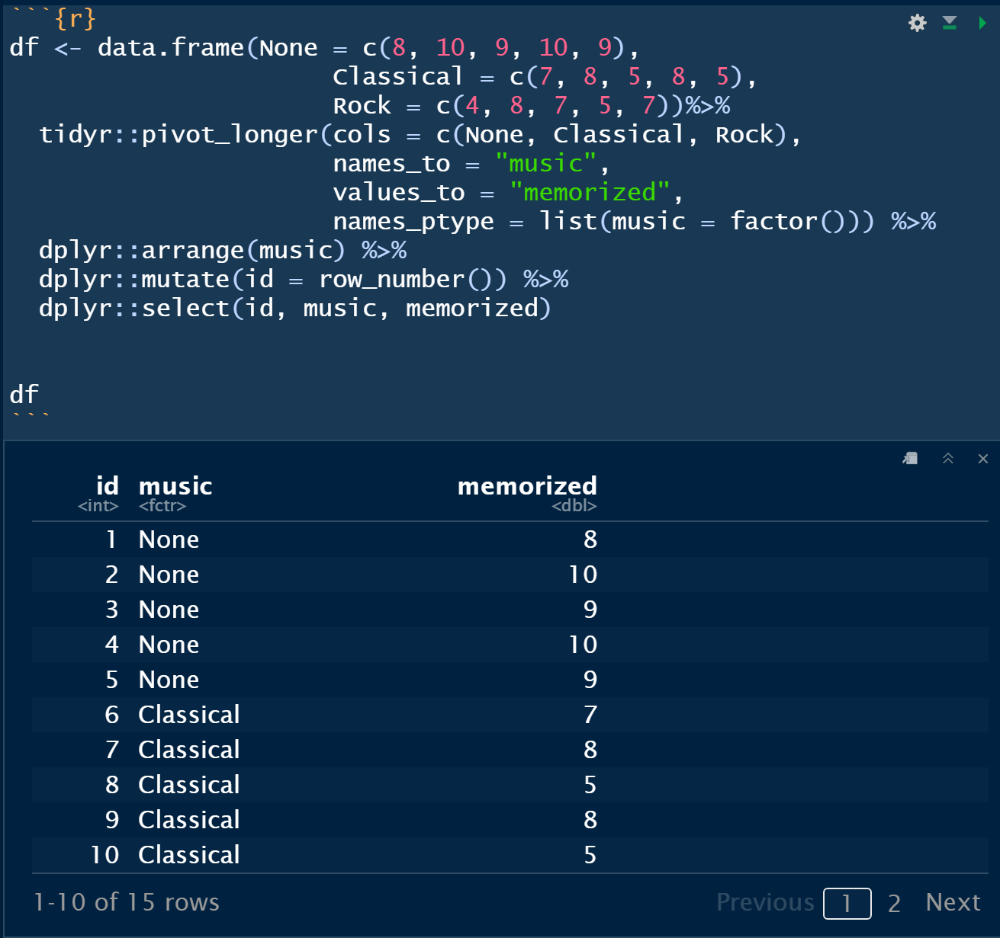 ```{r}
df <- data.frame(None = c(8, 10, 9, 10, 9),
                      Classical = c(7, 8, 5, 8, 5),
                      Rock = c(4, 8, 7, 5, 7))%>%
  tidyr::pivot_longer(cols = c(None, Classical, Rock),
                      names_to = "music",
                      values_to = "memorized",
                      names_ptype = list(music = factor())) %>%
  dplyr::arrange(music) %>%
  dplyr::mutate(id = row_number()) %>%
  dplyr::select(id, music, memorized)
df
```
id music memorized
<int> <fctr> <dbl>
1 None 8
2 None 10
3 None 9
4 None 10
5 None 9
6 Classical 7
7 Classical 8
8 Classical 5
9 Classical 8
10 Classical 5
1-10 of 15 rows Previous 1 2 Next